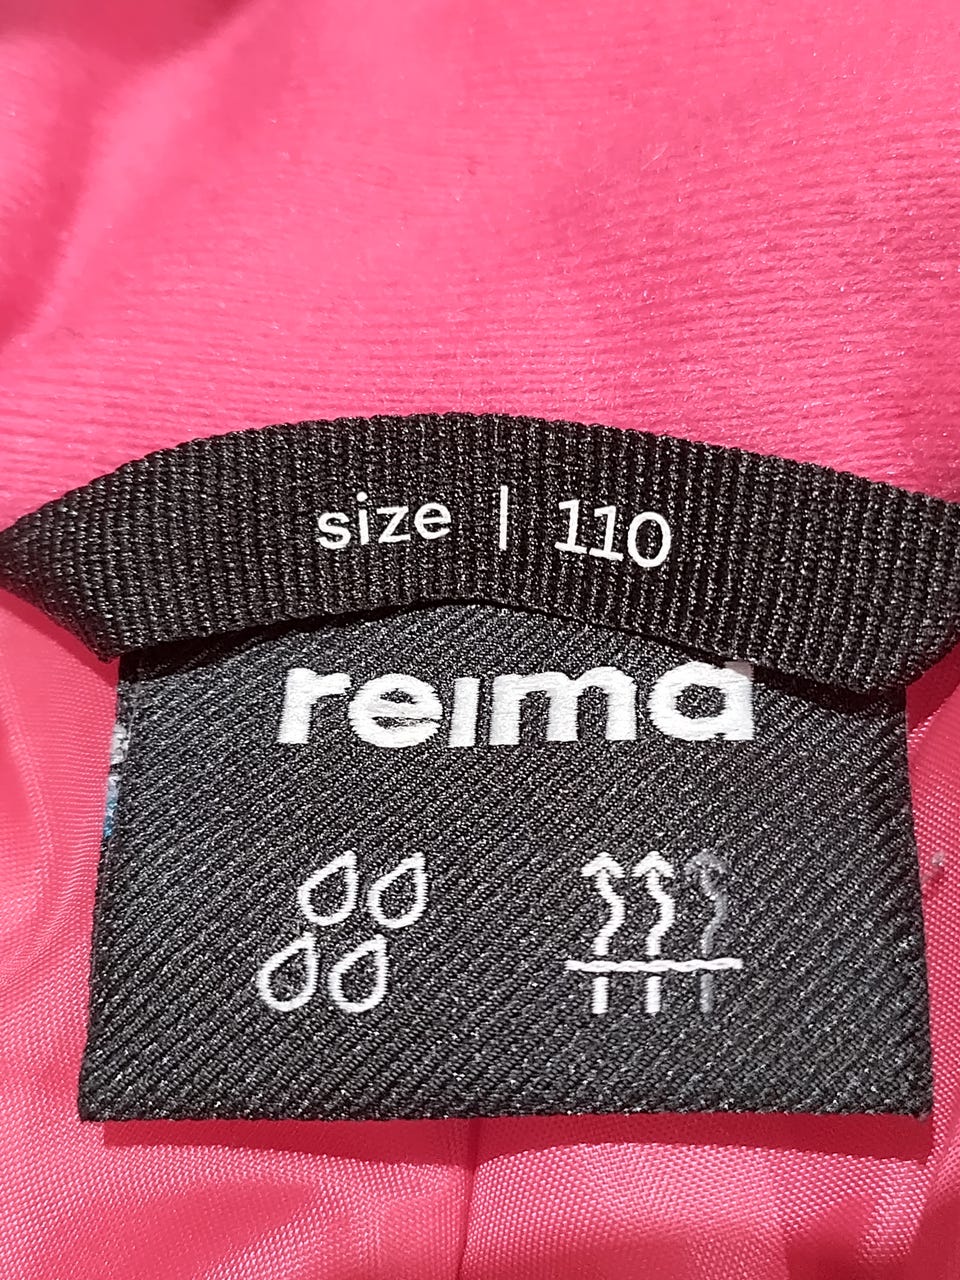 size | 110
reima